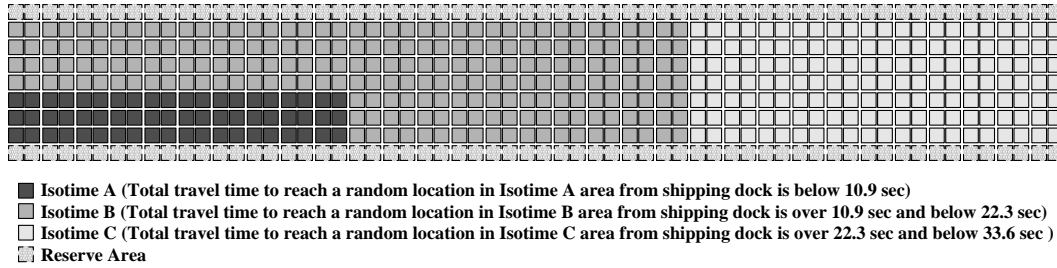 Isotime A (Total travel time to reach a random location in Isotime A area from shipping dock is below 10.9 sec)
Isotime B (Total travel time to reach a random location in Isotime B area from shipping dock is over 10.9 sec and below 22.3 sec)
Isotime C (Total travel time to reach a random location in Isotime C area from shipping dock is over 22.3 sec and below 33.6 sec )
Reserve Area